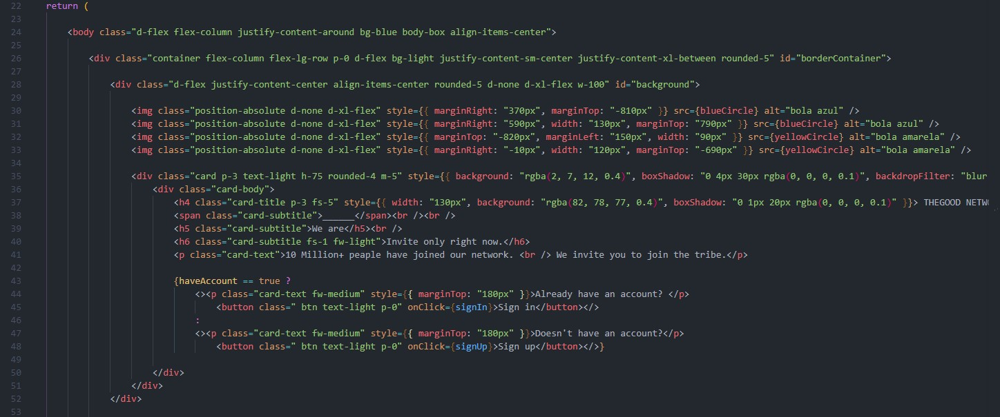 22 return (
23
24 <body class="d-flex flex-column justify-content-around bg-blue body-box align-items-center">
25
26 <div class="container flex-column flex-lg-row p-0 d-flex bg-light justify-content-sm-center justify-content-xl-between rounded-5" id="borderContainer">
27
28 <div class="d-flex justify-content-center align-items-center rounded-5 d-none d-xl-flex w-100" id="background">
29
30 <img class="position-absolute d-none d-xl-flex" style={{ marginRight: "370px", marginTop: "-810px" }} src={blueCircle} alt="bola azul" />
31 <img class="position-absolute d-none d-xl-flex" style={{ marginRight: "590px", width: "130px", marginTop: "790px" }} src={blueCircle} alt="bola azul" />
32 <img class="position-absolute d-none d-xl-flex" style={{ marginTop: "-820px", marginLeft: "150px", width: "90px" }} src={yellowCircle} alt="bola amarela" />
33 <img class="position-absolute d-none d-xl-flex" style={{ marginRight: "-10px", width: "120px", marginTop: "-690px" }} src={yellowCircle} alt="bola amarela" />
34
35 <div class="card p-3 text-light h-75 rounded-4 m-5" style={{ background: "rgba(2, 7, 12, 0.4)", boxShadow: "0 4px 30px rgba(0, 0, 0, 0.1)", backdropFilter: "blur
36 <div class="card-body">
37 <h4 class="card-title p-3 fs-5" style={{ width: "130px", background: "rgba(82, 78, 77, 0.4)", boxShadow: "0 1px 20px rgba(0, 0, 0, 0.1)" }}> THEGOOD NETW
38 <span class="card-subtitle">______</span><br /><br />
39 <h5 class="card-subtitle">We are</h5><br />
40 <h6 class="card-subtitle fs-1 fw-light">Invite only right now.</h6>
41 <p class="card-text">10 Million+ peaple have joined our network. <br /> We invite you to join the tribe.</p>
42
43 {haveAccount == true ?
44 <><p class="card-text fw-medium" style={{ marginTop: "180px" }}>Already have an account? </p>
45 <button class=" btn text-light p-0" onClick={signIn}>Sign in</button></>
46 :
47 <><p class="card-text fw-medium" style={{ marginTop: "180px" }}>Doesn't have an account?</p>
48 <button class=" btn text-light p-0" onClick={signUp}>Sign up</button></>}
49
50 </div>
51 </div>
52 </div>
53